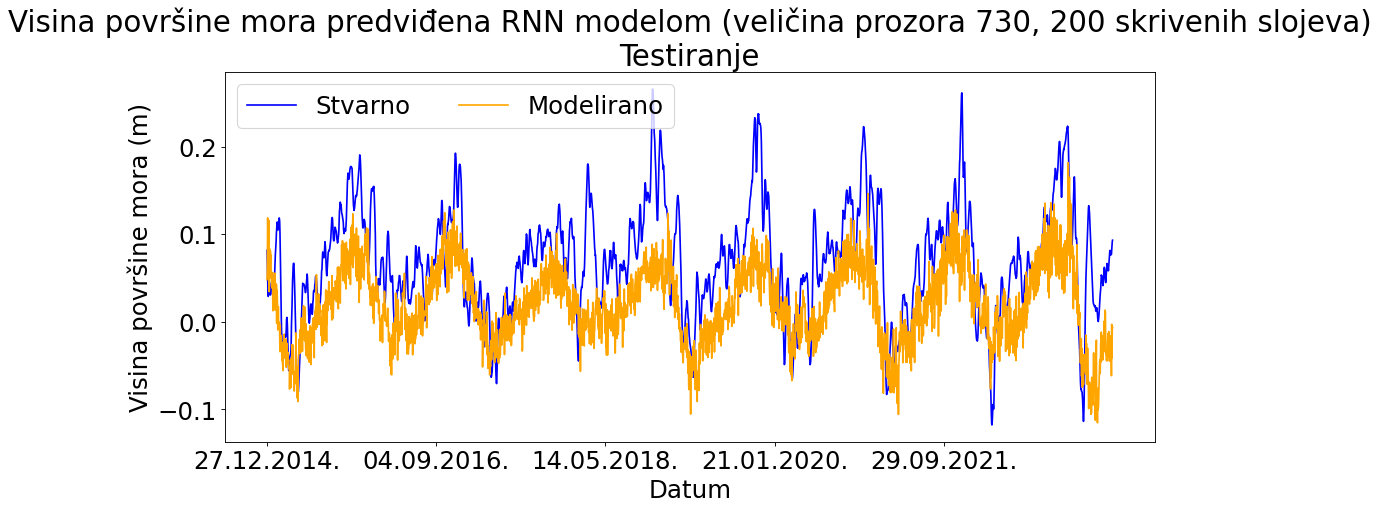 Visina površine mora predviđena RNN modelom (veličina prozora 730, 200 skrivenih slojeva)
Testiranje
Stvarno Modelirano
Visina površine mora (m)
0.2
0.1
0.0
−0.1
27.12.2014. 04.09.2016. 14.05.2018. 21.01.2020. 29.09.2021.
Datum